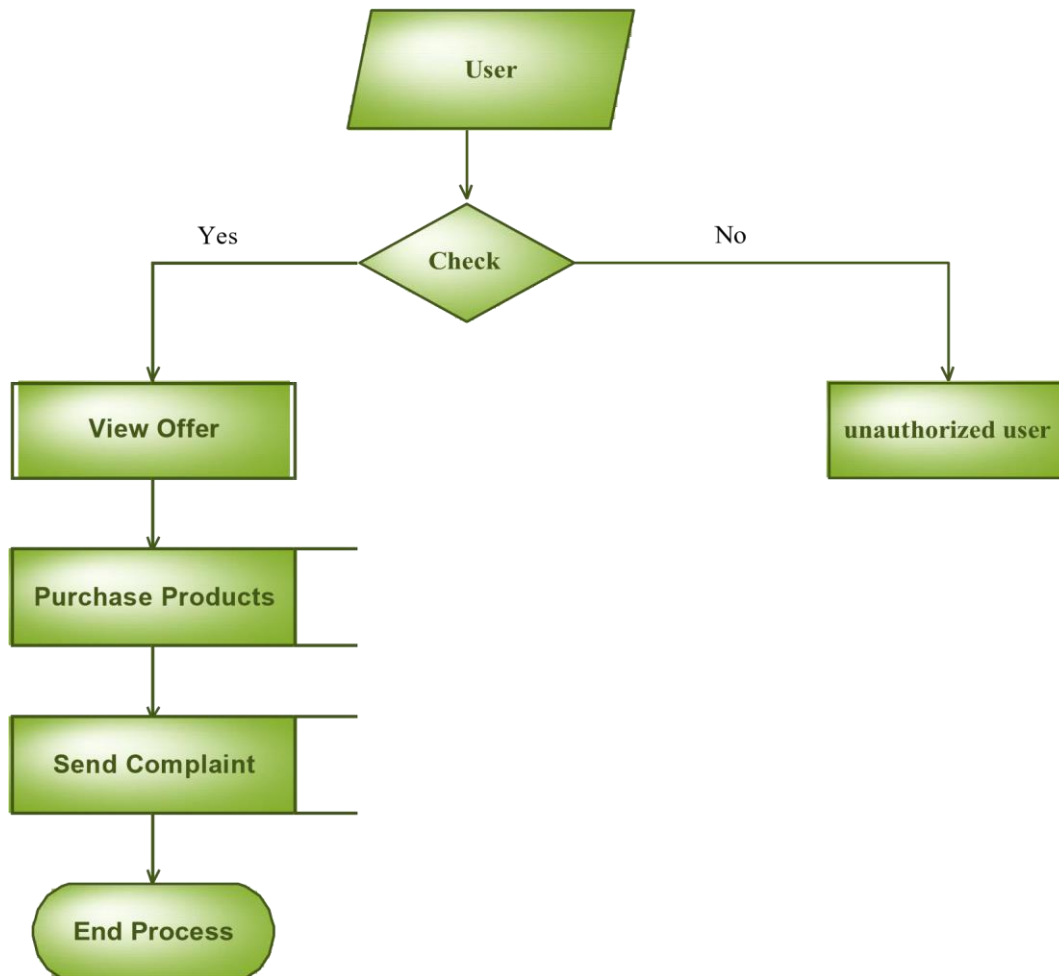 User
Yes
Check
No
View Offer
unauthorized user
Purchase Products
Send Complaint
End Process